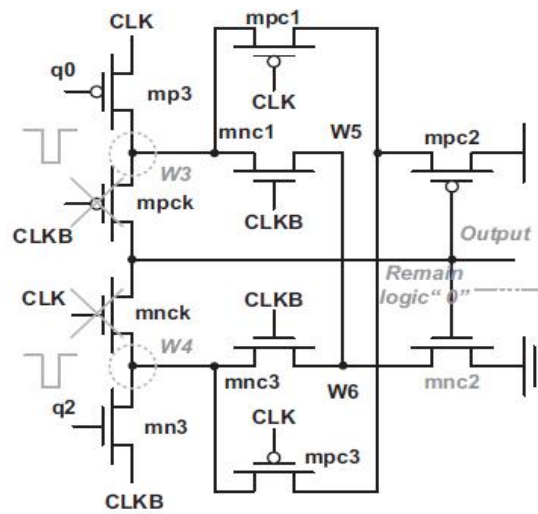 CLK
mpc1
q0
mp3
CLK
mnc1
W5
mpc2
W3
mpck
CLKB
CLKB
Output
Remain
logic“ 0”
CLK
mnck
CLKB
W4
mnc3
W6
mnc2
q2
mn3
CLK
mpc3
CLKB